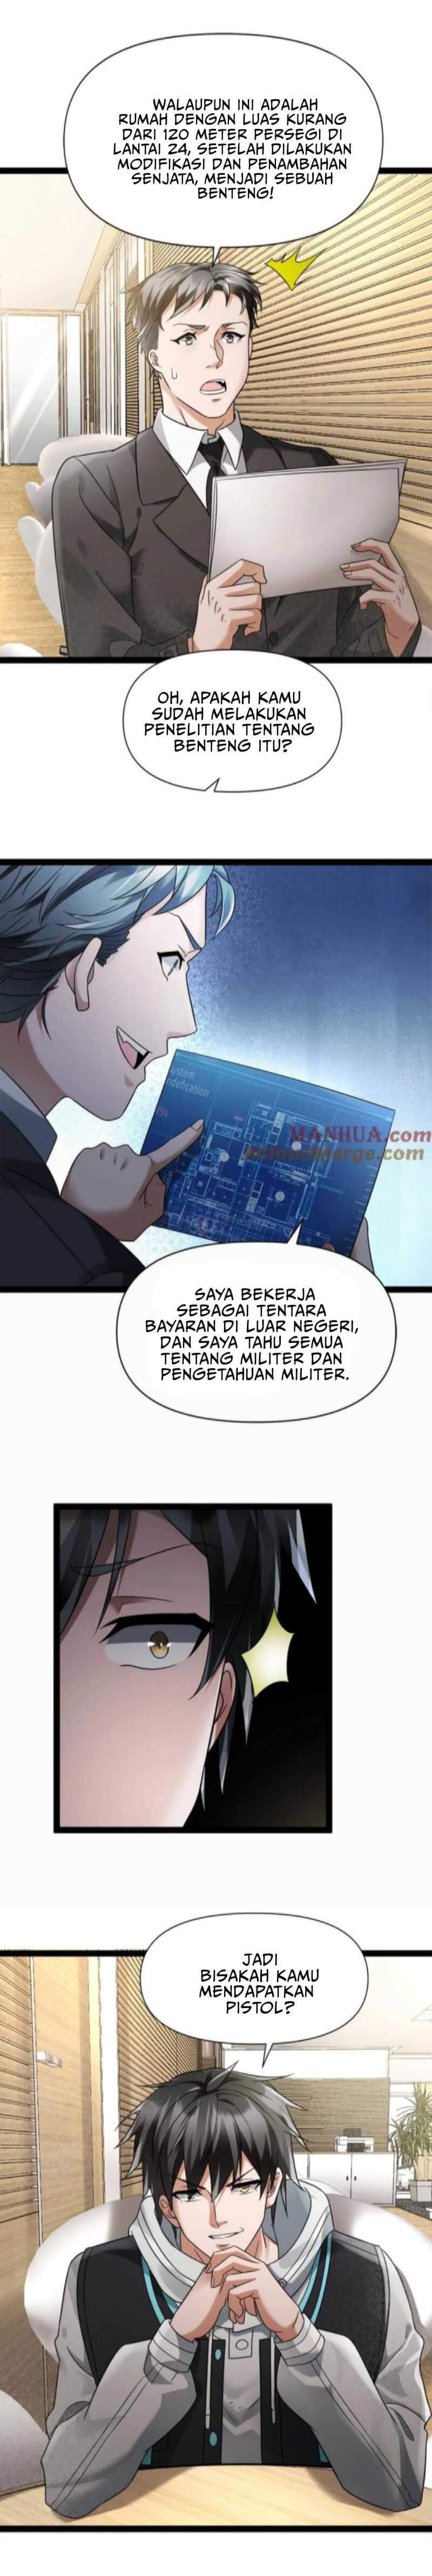 WALAUPUN INI ADALAH
RUMAH DENGAN LUAS KURANG
DARI 120 METER PERSEGI DI
LANTAI 24, SETELAH DILAKUKAN
MODIFIKASI DAN PENAMBAHAN
SENJATA, MENJADI SEBUAH
BENTENG!
OH, APAKAH KAMU
SUDAH MELAKUKAN
PENELITIAN TENTANG
BENTENG ITU?
system
MANHUA.com
SAYA BEKERJA
SEBAGAI TENTARA
BAYARAN DI LUAR NEGERI,
DAN SAYA TAHU SEMUA
TENTANG MILITER DAN
PENGETAHUAN MILITER.
JADI
BISAKAH KAMU
MENDAPATKAN
PISTOL?